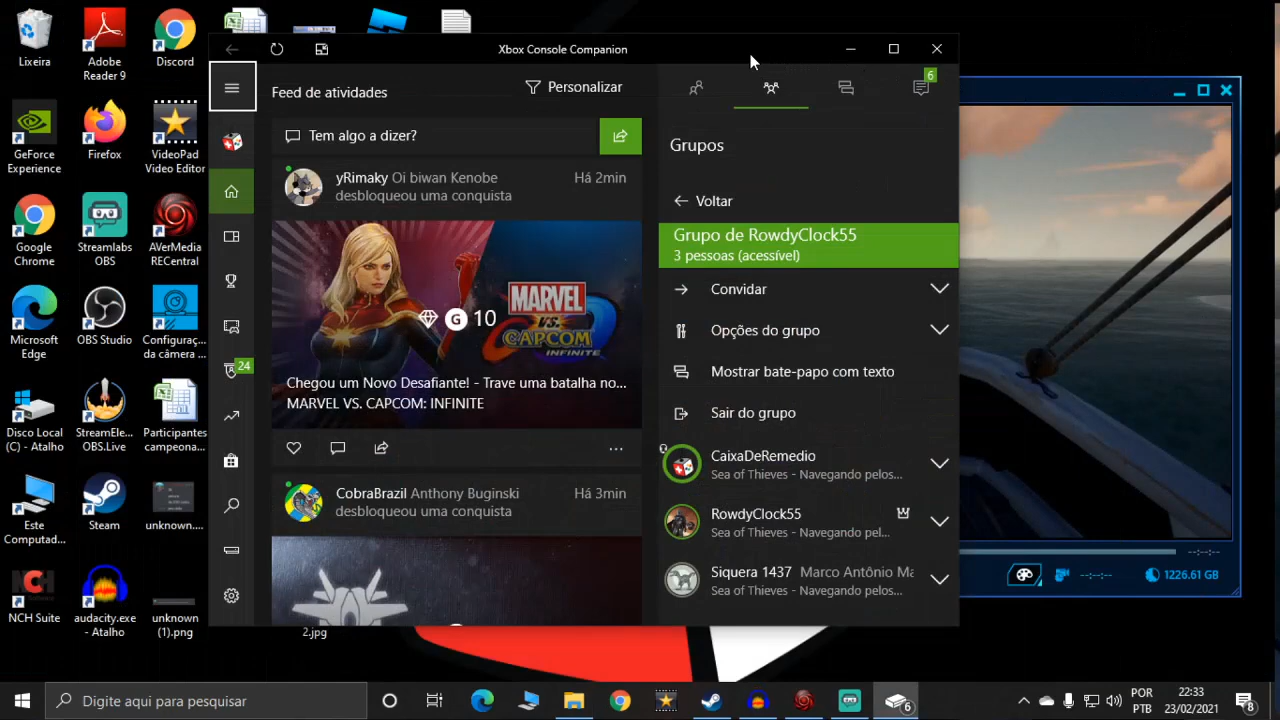 Lixeira
Adobe
Reader 9
Discord
GeForce
Experience
Firefox
VideoPad
Video Editor
Google
Chrome
Streamlabs
OBS
AVerMedia
RECentral
Microsoft
Edge
OBS Studio
Configuraç...
da câmera ...
Disco Local
(C) - Atalho
StreamEle...
OBS.Live
Participantes
campeona...
Este
Computad...
Steam
unknown....
NCH Suite
audacity.exe
- Atalho
unknown
(1).png
2.jpg
Xbox Console Companion
24
Feed de atividades
Personalizar
Tem algo a dizer?
yRimaky Oi biwan Kenobe
Há 2min
desbloqueou uma conquista
MARVEL
VS.
CAPCOM
INFINITE
G 10
Chegou um Novo Desafiante! - Trave uma batalha no...
MARVEL VS. CAPCOM: INFINITE
CobraBrazil Anthony Buginski
Há 3min
desbloqueou uma conquista
6
Grupos
Voltar
Grupo de RowdyClock55
3 pessoas (acessível)
Convidar
Opções do grupo
Mostrar bate-papo com texto
Sair do grupo
CaixaDeRemedio
Sea of Thieves - Navegando pelos...
RowdyClock55
Sea of Thieves - Navegando pel...
Siquera 1437 Marco Antônio Ma
Sea of Thieves - Navegando pelos...
--:--:--
--:--:--
1226.61 GB
Digite aqui para pesquisar
6
POR
PTB
22:33
23/02/2021
8